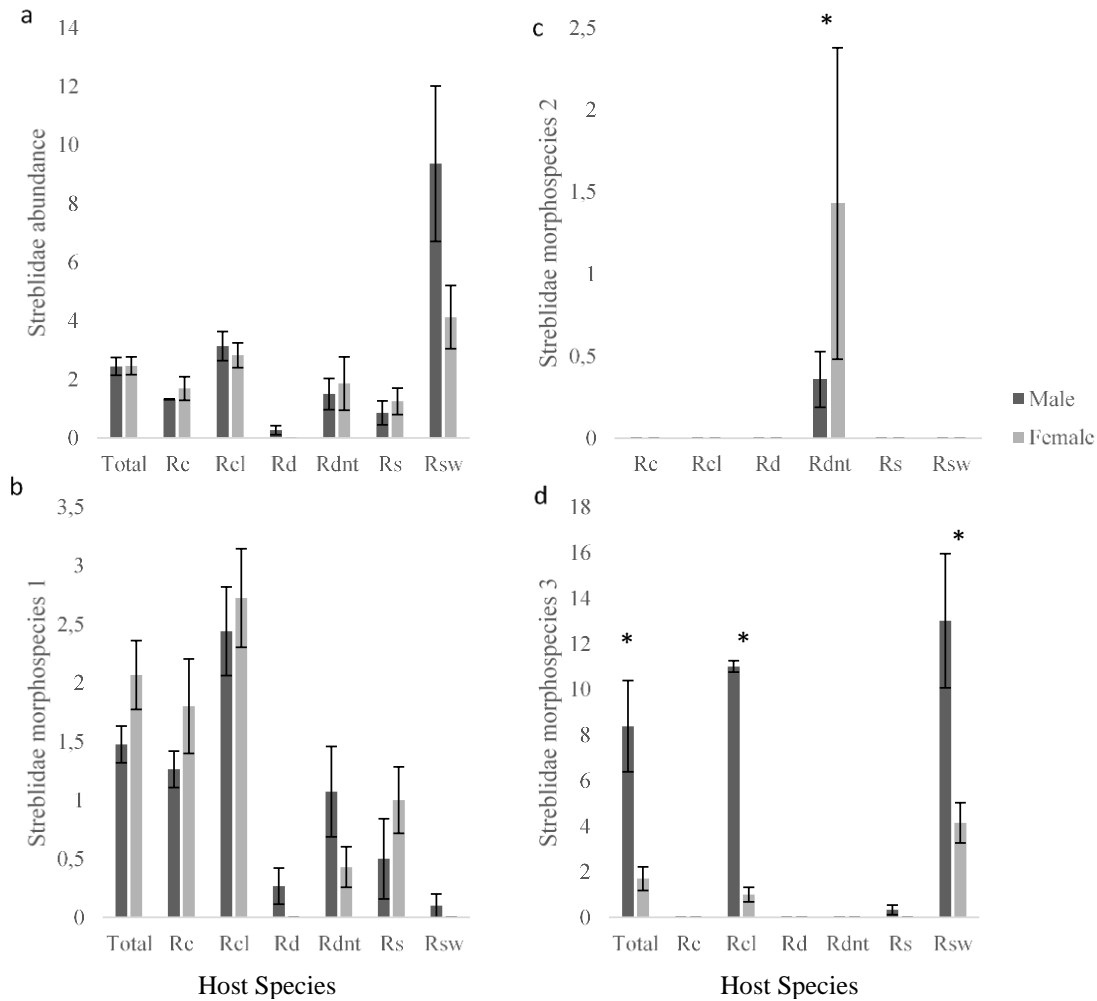 a
14
12
10
8
6
4
2
0
Streblidae abundance
Total Rc Rcl Rd Rdnt Rs Rsw
c
*
2,5
2
1,5
1
0,5
0
Streblidae morphospecies 2
Rc Rcl Rd Rdnt Rs Rsw
Male
Female
b
3,5
3
2,5
2
1,5
1
0,5
0
Streblidae morphospecies 1
Total Rc Rcl Rd Rdnt Rs Rsw
Host Species
d
18
16
14
12
10
8
6
4
2
0
Streblidae morphospecies 3
* * *
Total Rc Rcl Rd Rdnt Rs Rsw
Host Species